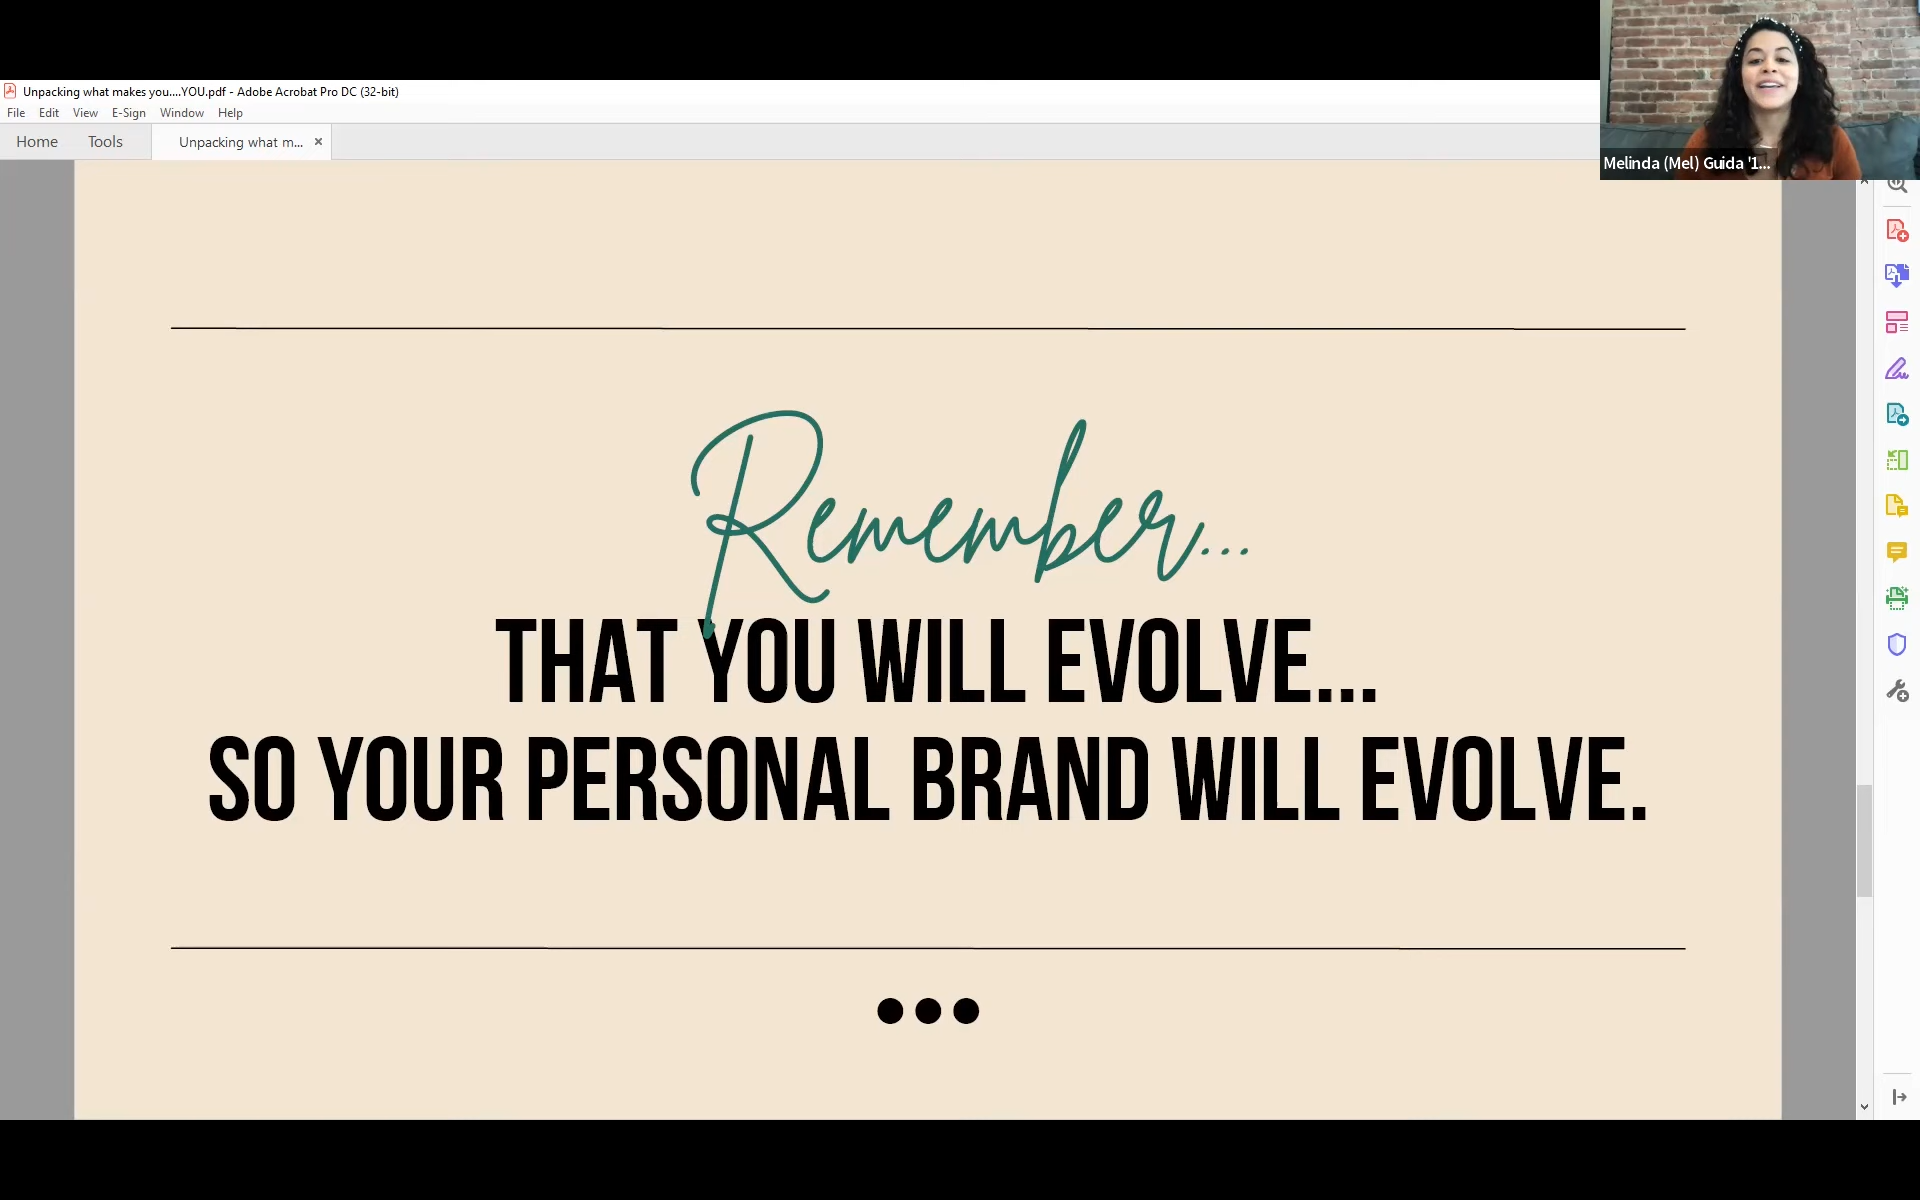 Unpacking what makes you....YOU.pdf - Adobe Acrobat Pro DC (32-bit)
File Edit View E-Sign Window Help
Home Tools Unpacking what m... ×
Melinda (Mel) Guida '1...
Remember...
THAT YOU WILL EVOLVE...
SO YOUR PERSONAL BRAND WILL EVOLVE.